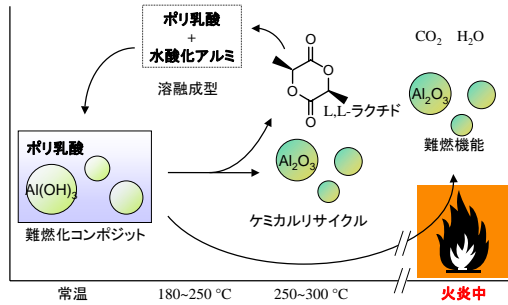 ポリ乳酸
+
水酸化アルミ
溶融成型
O
O
O
O
L,L-ラクチド
CO2 H2O
Al2O3
難燃機能
ポリ乳酸
Al(OH)3
難燃化コンポジット
Al2O3
ケミカルリサイクル
常温
180~250 °C
250~300 °C
火炎中